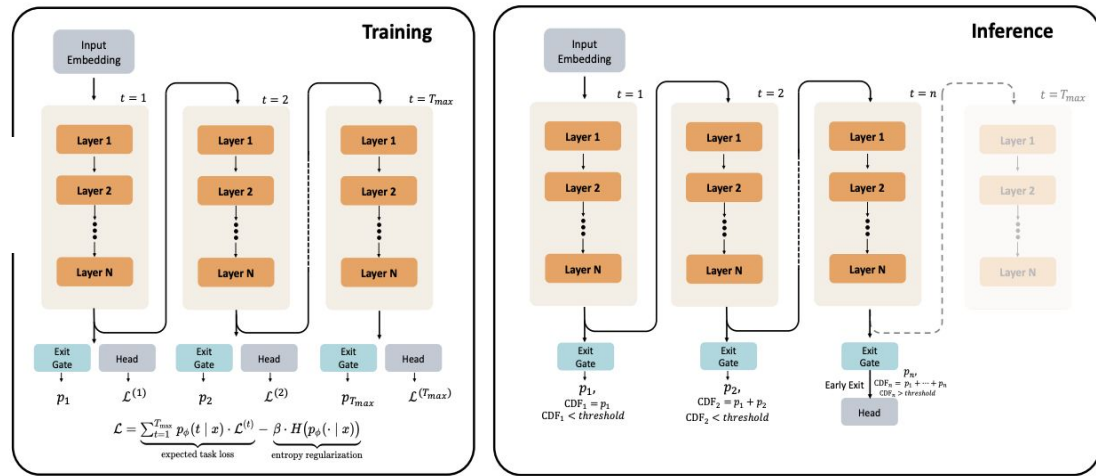 Training
Input
Embedding
t = 1
t = 2
t = T_max
Layer 1
Layer 1
Layer 1
Layer 2
Layer 2
Layer 2
Layer N
Layer N
Layer N
Exit
Gate
Head
Exit
Gate
Head
Exit
Gate
Head
p_1
ℒ^(1)
p_2
ℒ^(2)
p_{T_max}
ℒ^(T_max)
ℒ = ∑_{t=1}^{T_max} p_ϕ(t | x) · ℒ^(t) − β · H(p_ϕ(· | x))
expected task loss
entropy regularization
Inference
Input
Embedding
t = 1
t = 2
t = n
t = T_max
Layer 1
Layer 1
Layer 1
Layer 1
Layer 2
Layer 2
Layer 2
Layer 2
Layer N
Layer N
Layer N
Layer N
Exit
Gate
p_1,
CDF_1 = p_1
CDF_1 < threshold
Exit
Gate
p_2,
CDF_2 = p_1 + p_2
CDF_2 < threshold
Exit
Gate
Early Exit
p_n,
CDF_n = p_1 + ⋯ + p_n
CDF_n > threshold
Head